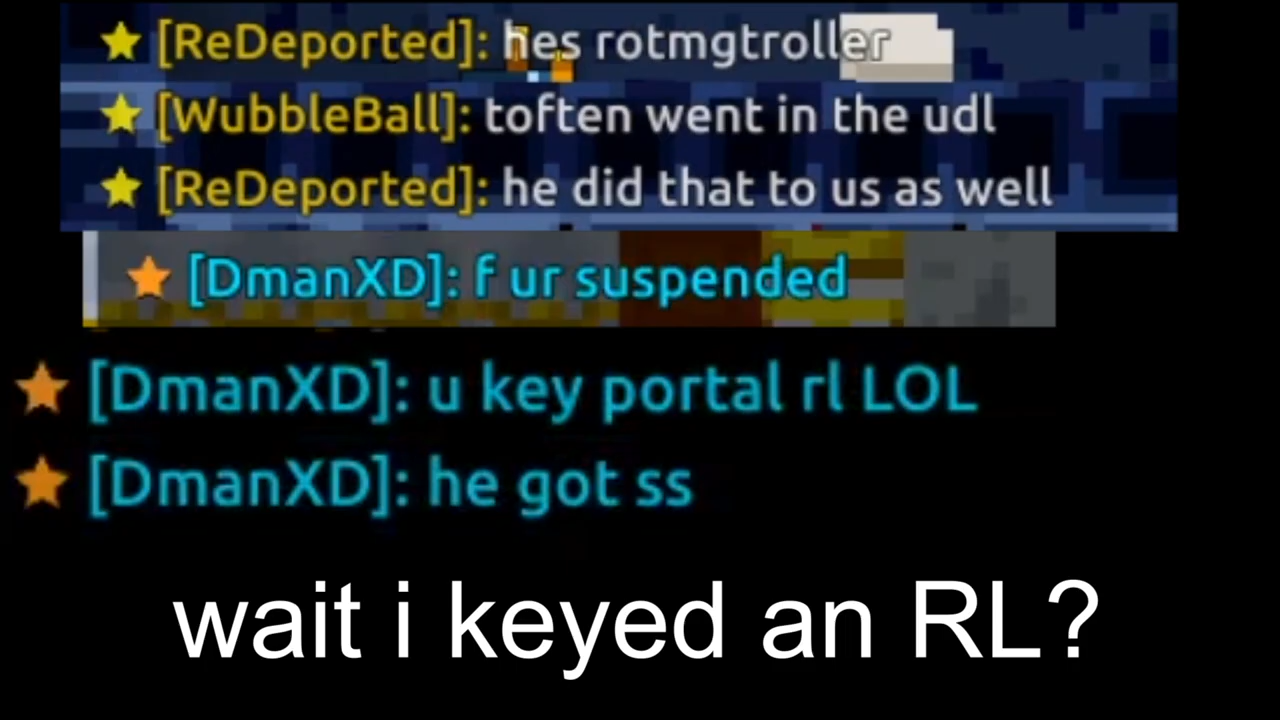 [ReDeported]: hes rotmgtroller
[WubbleBall]: toften went in the udl
[ReDeported]: he did that to us as well
[DmanXD]: f ur suspended
[DmanXD]: u key portal rl LOL
[DmanXD]: he got ss
wait i keyed an RL?